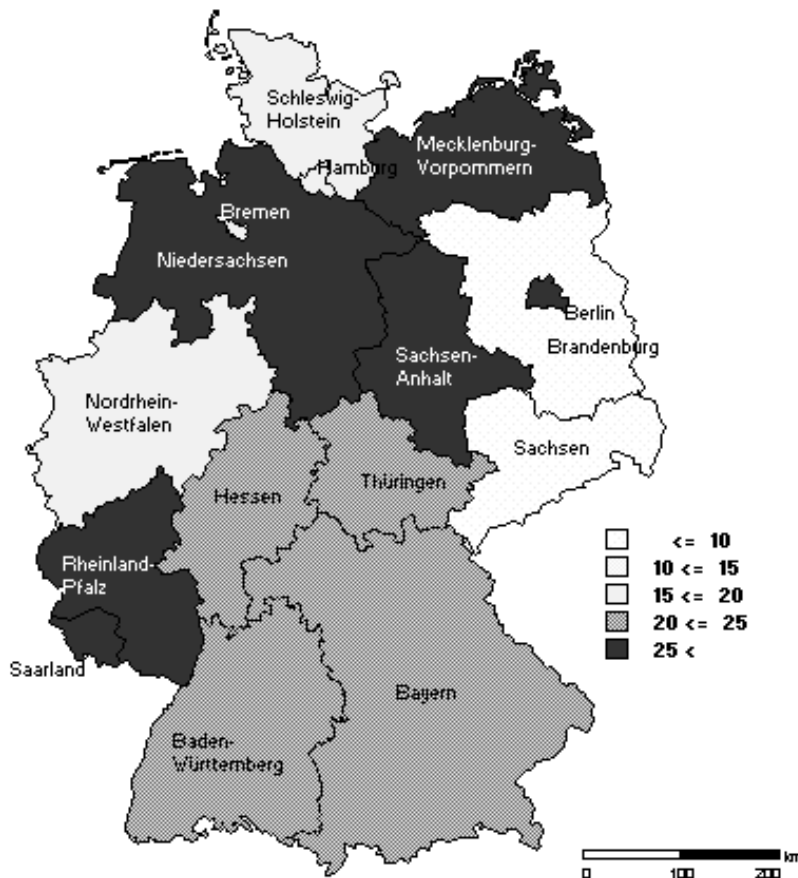 Schleswig-
Holstein
Hamburg
Mecklenburg-
Vorpommern
Bremen
Niedersachsen
Berlin
Brandenburg
Sachsen-
Anhalt
Nordrhein-
Westfalen
Sachsen
Hessen
Thüringen
Rheinland-
Pfalz
Saarland
Bayern
Baden-
Württemberg
<= 10
10 <= 15
15 <= 20
20 <= 25
25 <
km
0 100 200